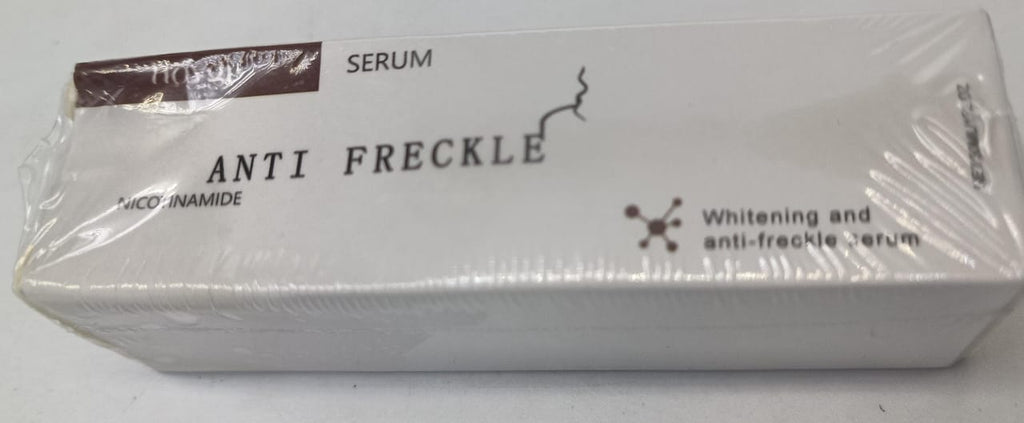 SERUM
ANTI FRECKLE
NICOTINAMIDE
Whitening and
anti-freckle serum